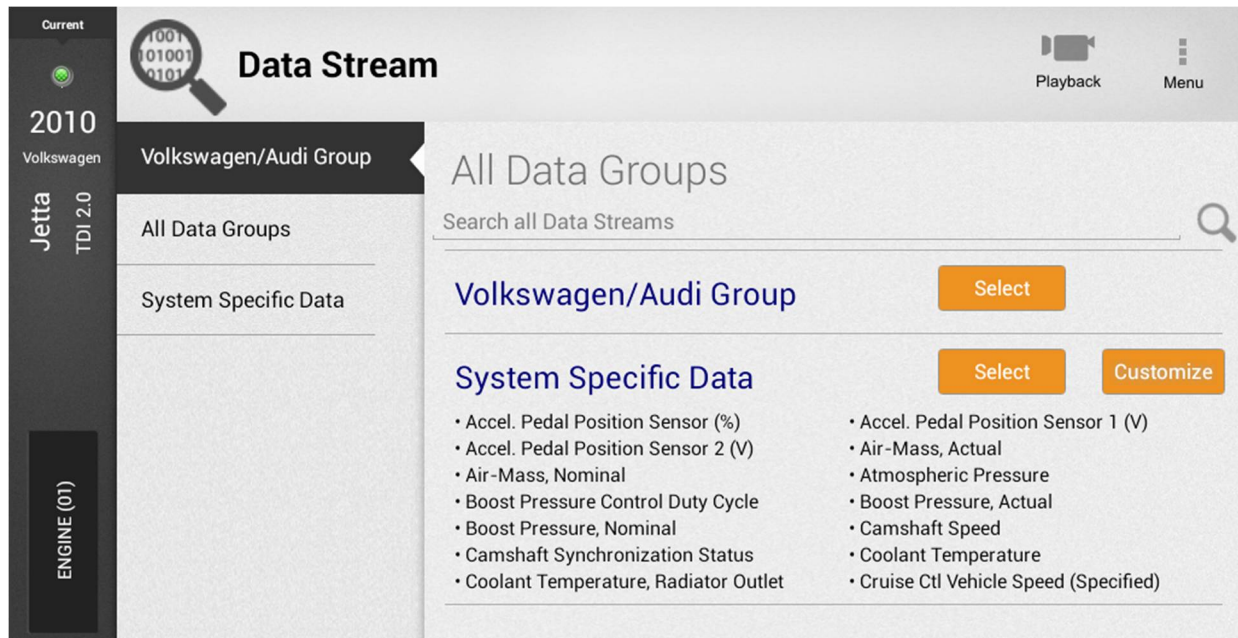 Current
2010
Volkswagen
Jetta
TDI 2.0
ENGINE (01)
1001
101001
0101
Data Stream
Playback
Menu
Volkswagen/Audi Group
All Data Groups
System Specific Data
All Data Groups
Search all Data Streams
Volkswagen/Audi Group
Select
System Specific Data
Select
Customize
• Accel. Pedal Position Sensor (%)
• Accel. Pedal Position Sensor 1 (V)
• Accel. Pedal Position Sensor 2 (V)
• Air-Mass, Actual
• Air-Mass, Nominal
• Atmospheric Pressure
• Boost Pressure Control Duty Cycle
• Boost Pressure, Actual
• Boost Pressure, Nominal
• Camshaft Speed
• Camshaft Synchronization Status
• Coolant Temperature
• Coolant Temperature, Radiator Outlet
• Cruise Ctl Vehicle Speed (Specified)